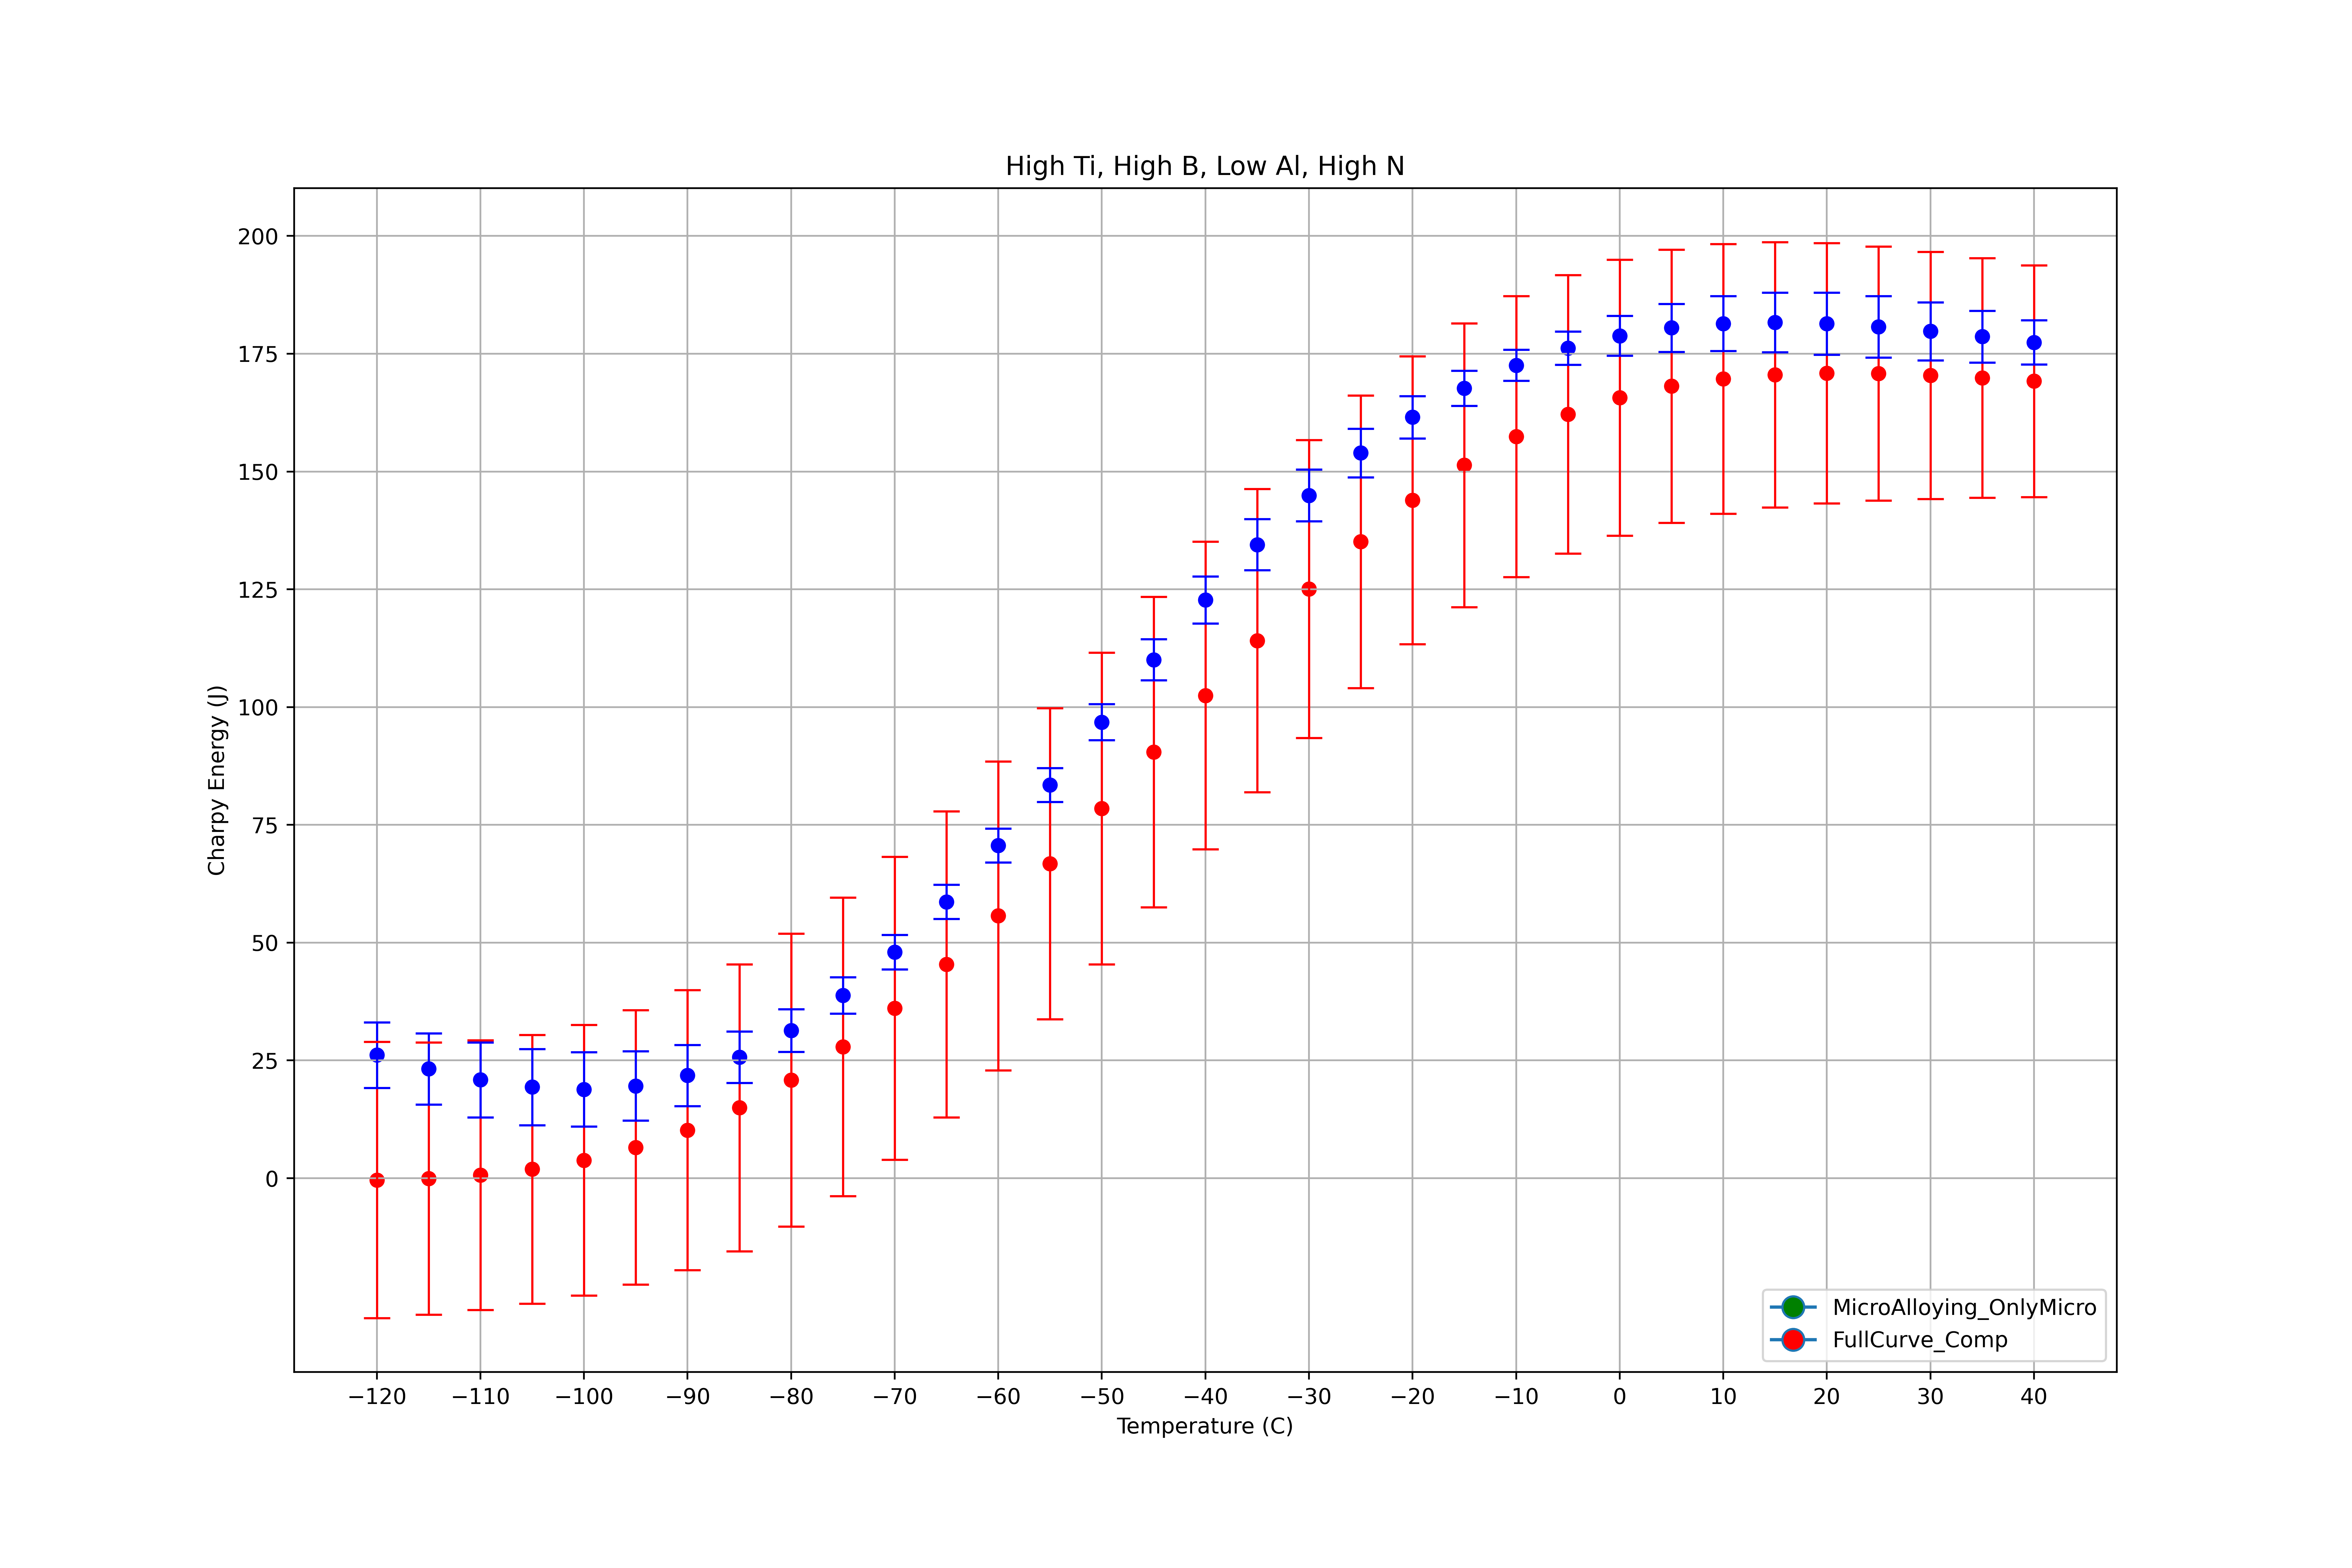 High Ti, High B, Low Al, High N
Charpy Energy (J)
200
175
150
125
100
75
50
25
0
−120 −110 −100 −90 −80 −70 −60 −50 −40 −30 −20 −10 0 10 20 30 40
Temperature (C)
MicroAlloying_OnlyMicro
FullCurve_Comp